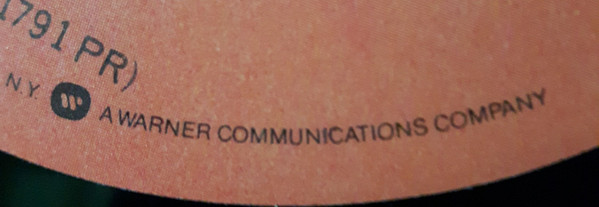 1791 PR)
N.Y. A WARNER COMMUNICATIONS COMPANY